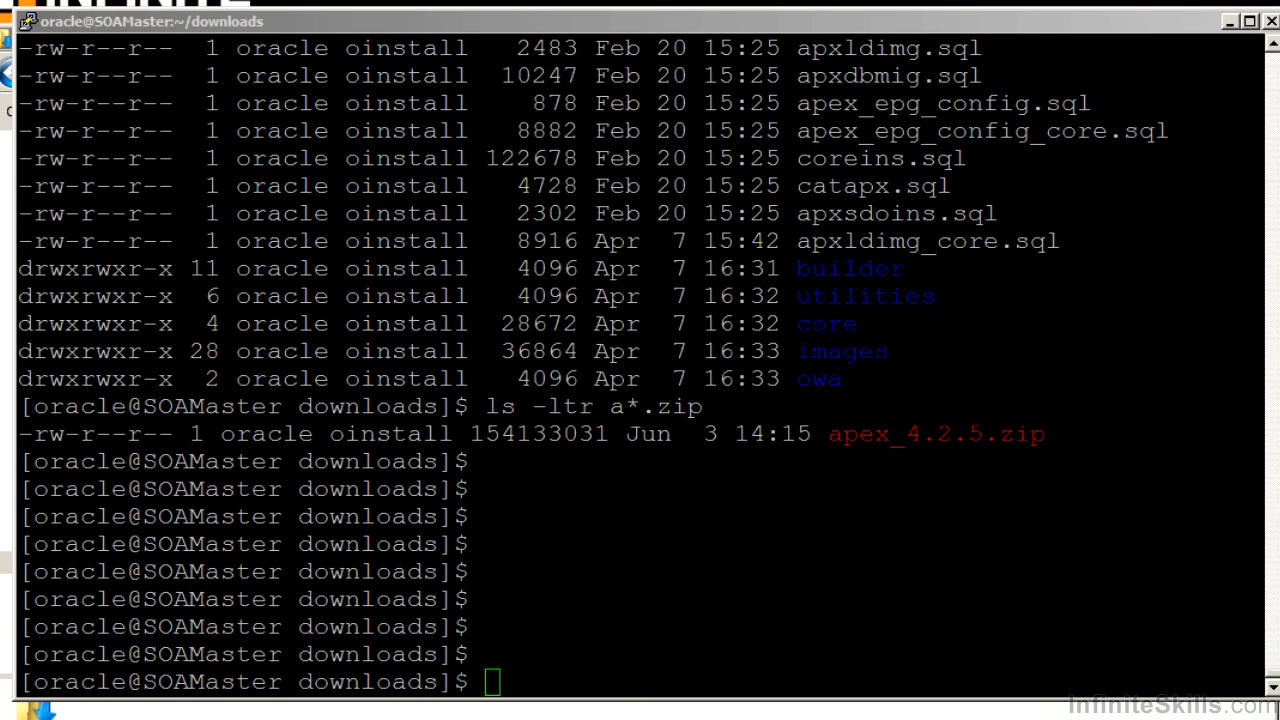 oracle@SOAMaster:~/downloads
-rw-r--r-- 1 oracle oinstall 2483 Feb 20 15:25 apxldimg.sql
-rw-r--r-- 1 oracle oinstall 10247 Feb 20 15:25 apxdbmig.sql
-rw-r--r-- 1 oracle oinstall 878 Feb 20 15:25 apex_epg_config.sql
-rw-r--r-- 1 oracle oinstall 8882 Feb 20 15:25 apex_epg_config_core.sql
-rw-r--r-- 1 oracle oinstall 122678 Feb 20 15:25 coreins.sql
-rw-r--r-- 1 oracle oinstall 4728 Feb 20 15:25 catapx.sql
-rw-r--r-- 1 oracle oinstall 2302 Feb 20 15:25 apxsdoins.sql
-rw-r--r-- 1 oracle oinstall 8916 Apr 7 15:42 apxldimg_core.sql
drwxrwxr-x 11 oracle oinstall 4096 Apr 7 16:31 builder
drwxrwxr-x 6 oracle oinstall 4096 Apr 7 16:32 utilities
drwxrwxr-x 4 oracle oinstall 28672 Apr 7 16:32 core
drwxrwxr-x 28 oracle oinstall 36864 Apr 7 16:33 images
drwxrwxr-x 2 oracle oinstall 4096 Apr 7 16:33 owa
[oracle@SOAMaster downloads]$ ls -ltr a*.zip
-rw-r--r-- 1 oracle oinstall 154133031 Jun 3 14:15 apex_4.2.5.zip
[oracle@SOAMaster downloads]$
[oracle@SOAMaster downloads]$
[oracle@SOAMaster downloads]$
[oracle@SOAMaster downloads]$
[oracle@SOAMaster downloads]$
[oracle@SOAMaster downloads]$
[oracle@SOAMaster downloads]$
[oracle@SOAMaster downloads]$
[oracle@SOAMaster downloads]$
InfiniteSkills.com